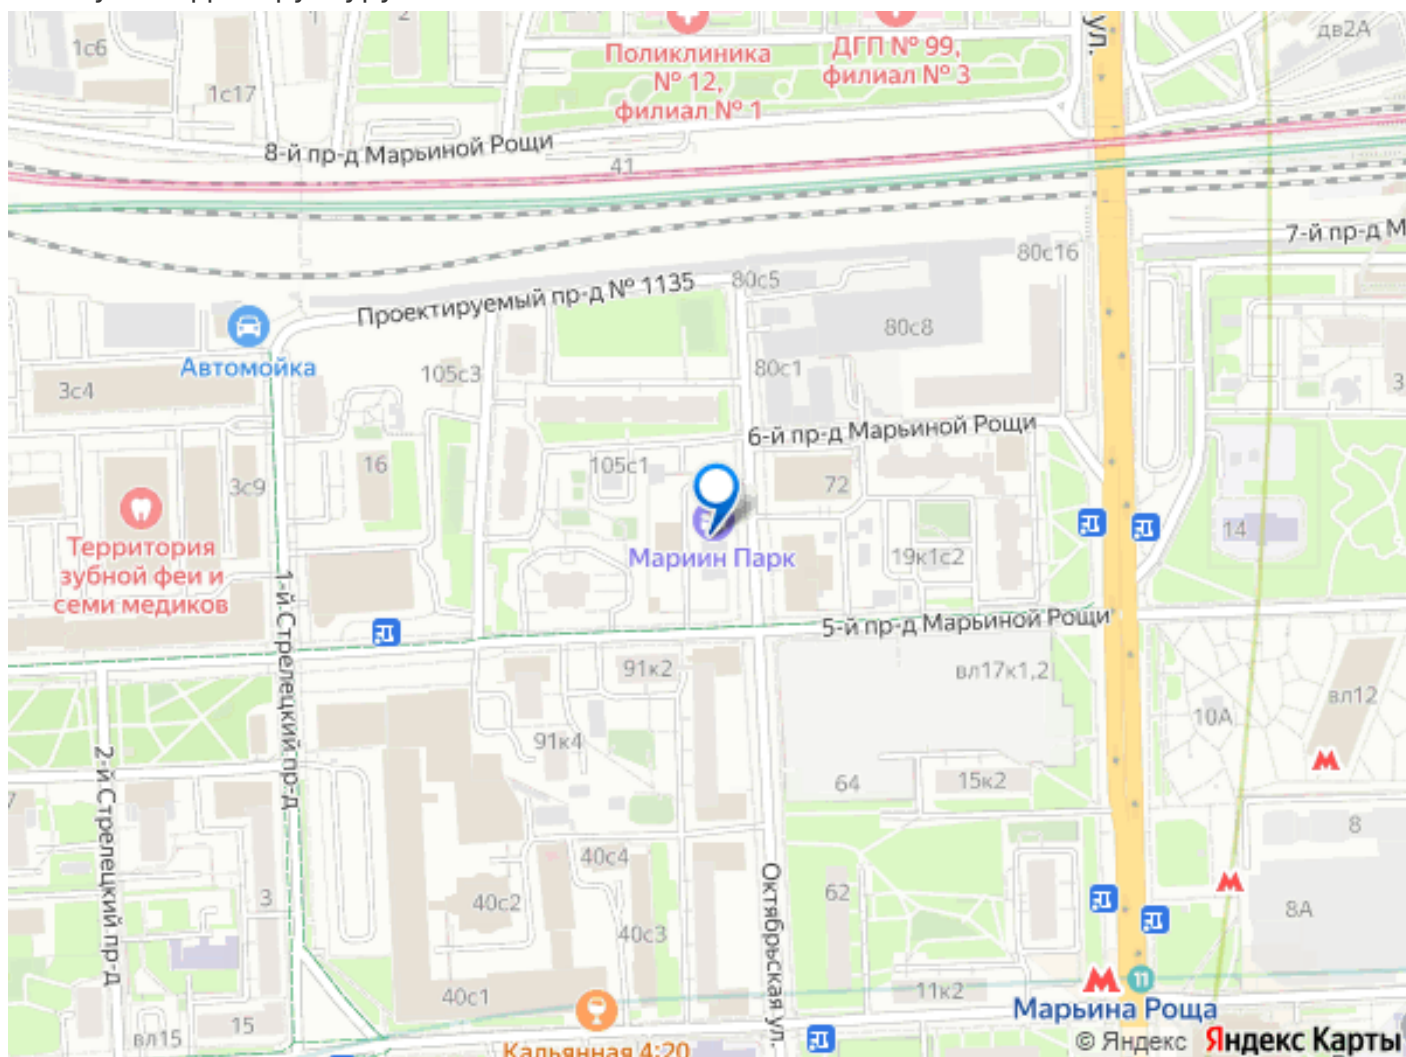 1с6
1
2
ул.
дв2А
Поликлиника
№ 12,
филиал № 1
ДГП № 99,
филиал № 3
1с17
8-й пр-д Марьиной Рощи
41
7-й пр-д М
80с16
80с5
Проектируемый пр-д № 1135
80с8
Автомойка
105с3
80с1
3с4
3
6-й пр-д Марьиной Рощи
105с1
16
3с9
72
14
Мариин Парк
19к1с2
Территория
зубной феи и
семи медиков
1-й Стрелецкий пр-д
5-й пр-д Марьиной Рощи
91к2
вл17к1,2
вл12
10А
91к4
2-й Стрелецкий пр-д
64
15к2
7
8
40с4
Октябрьская ул.
62
3
40с2
8А
40с3
40с1
11к2
11
Марьина Роща
15
вл15
Кальянная 4:20
© Яндекс Яндекс Карты